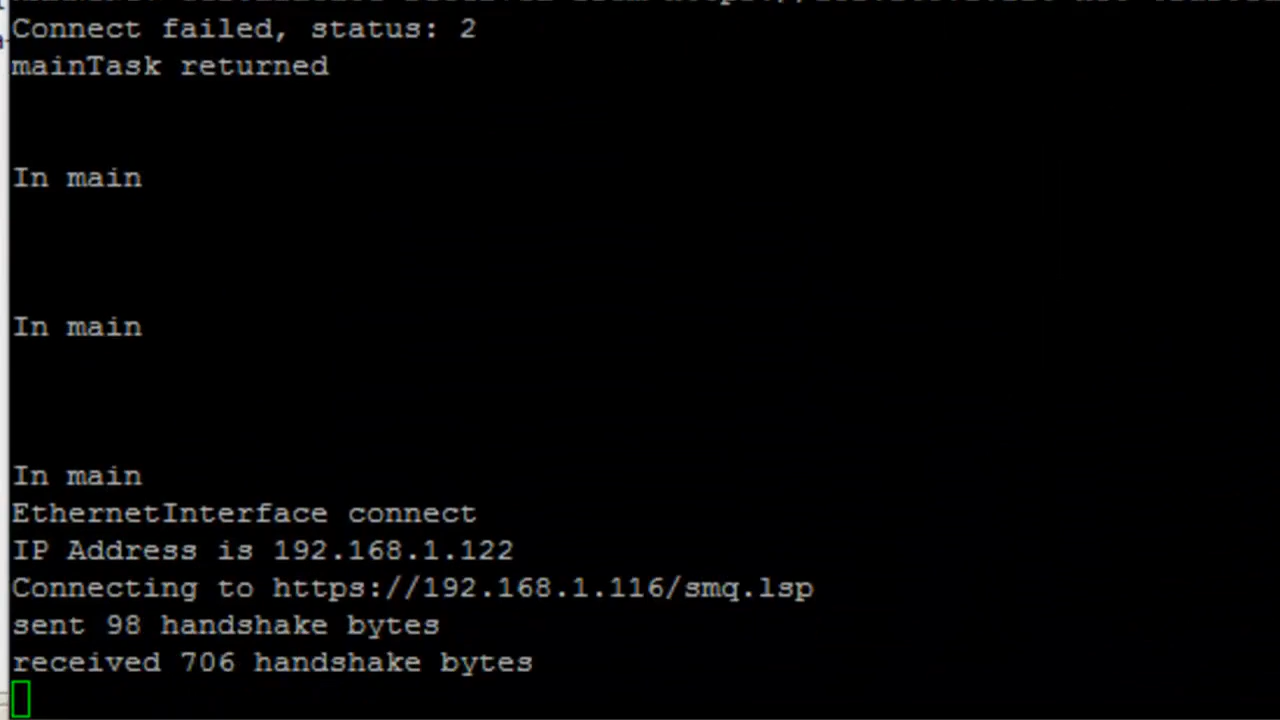 Connect failed, status: 2
mainTask returned
In main
In main
In main
EthernetInterface connect
IP Address is 192.168.1.122
Connecting to https://192.168.1.116/smq.lsp
sent 98 handshake bytes
received 706 handshake bytes